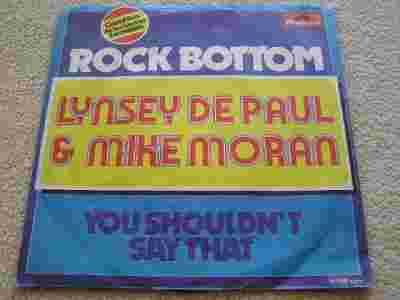 ROCK BOTTOM
LYNSEY DE PAUL
& MIKE MORAN
YOU SHOULDN'T
SAY THAT